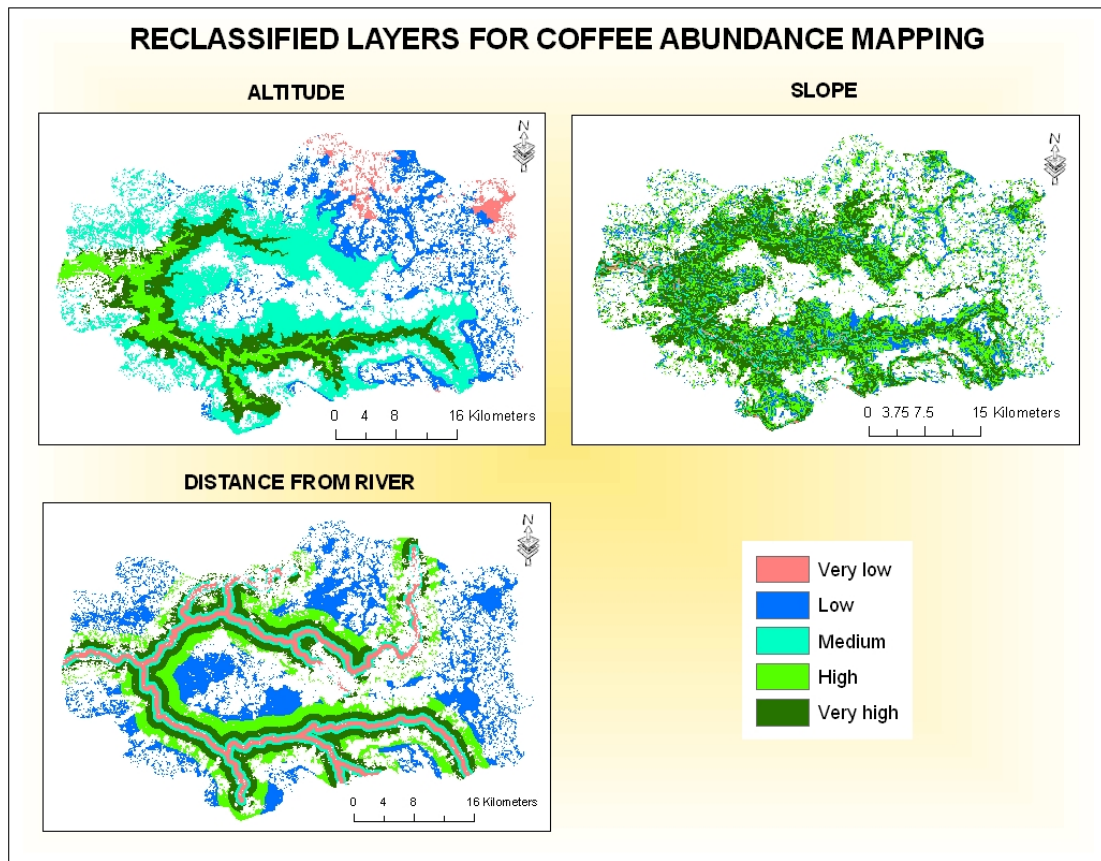 RECLASSIFIED LAYERS FOR COFFEE ABUNDANCE MAPPING
ALTITUDE
N
0 4 8 16 Kilometers
SLOPE
N
0 3.75 7.5 15 Kilometers
DISTANCE FROM RIVER
N
0 4 8 16 Kilometers
Very low
Low
Medium
High
Very high